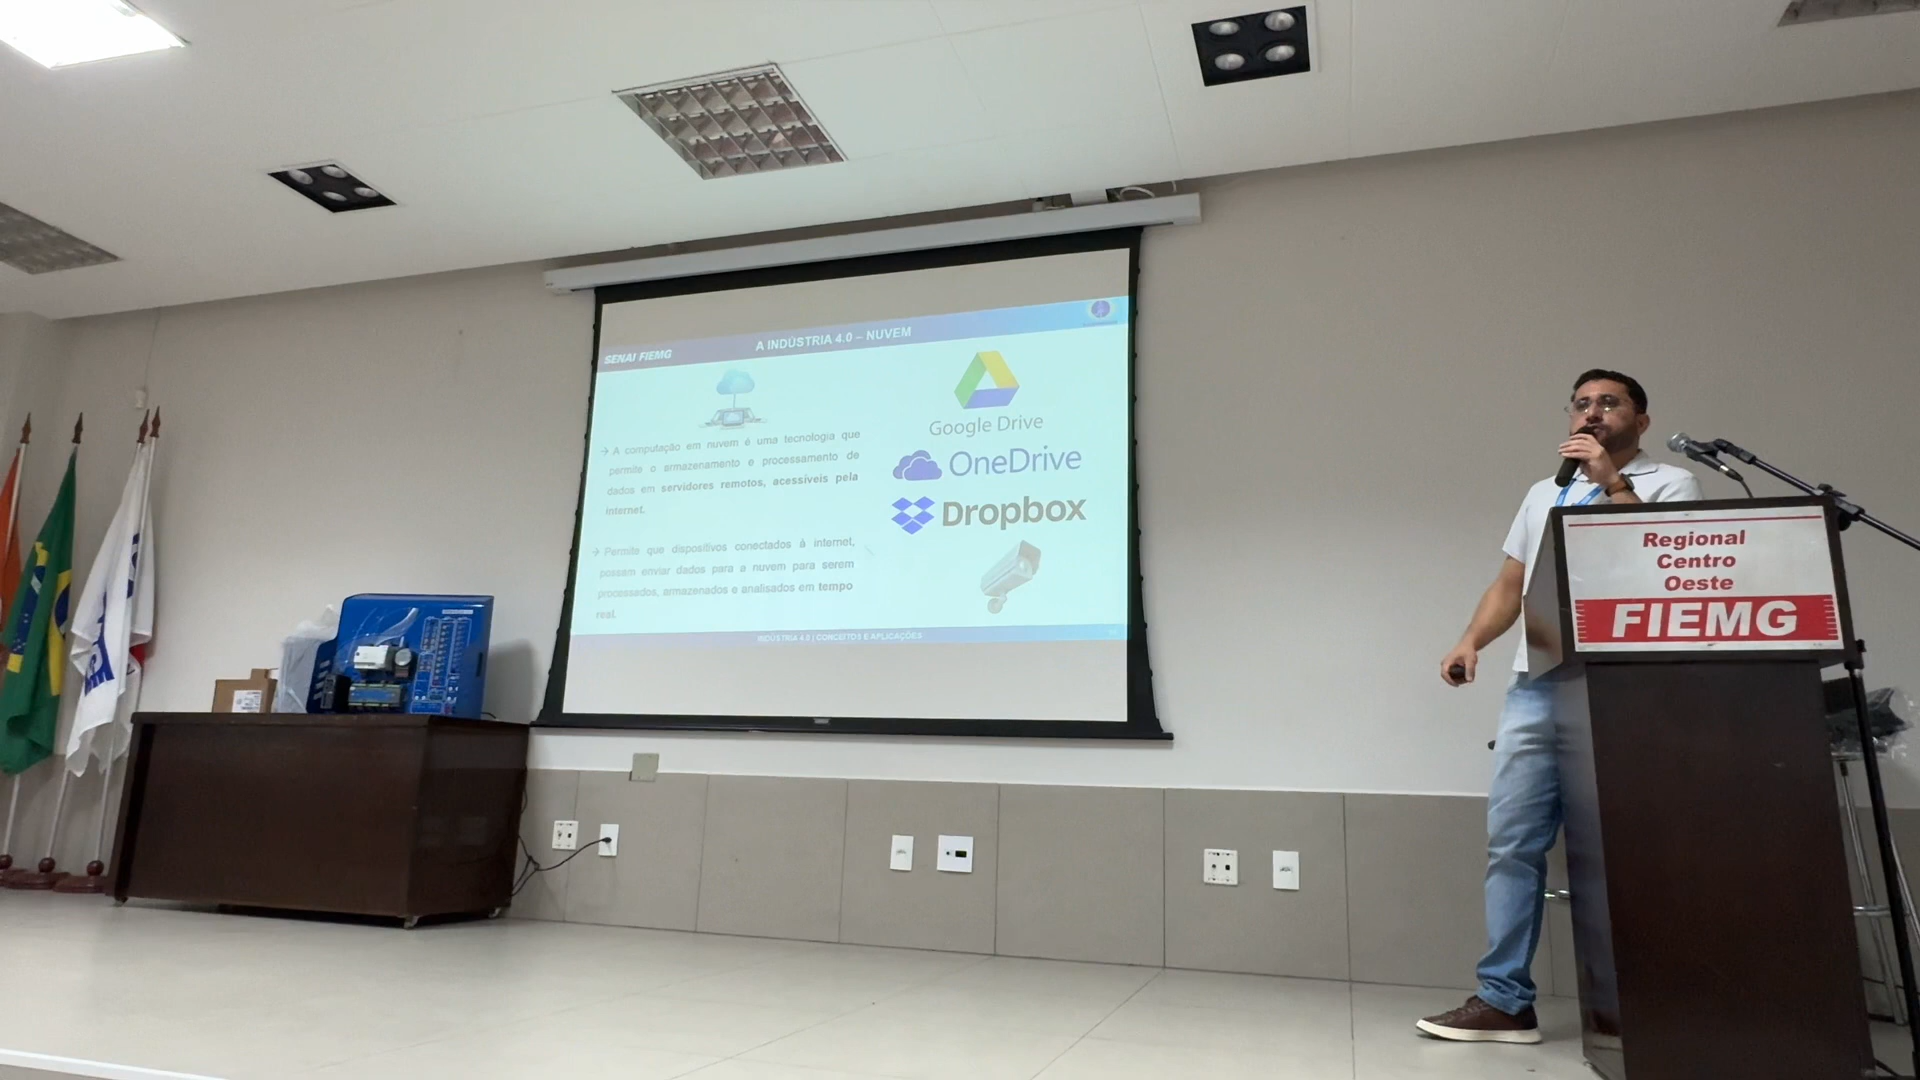 SENAI FIEMG
A INDÚSTRIA 4.0 – NUVEM
→ A computação em nuvem é uma tecnologia que
permite o armazenamento e processamento de
dados em servidores remotos, acessíveis pela
internet.
→ Permite que dispositivos conectados à internet,
possam enviar dados para a nuvem para serem
processados, armazenados e analisados em tempo
real.
Google Drive
OneDrive
Dropbox
INDÚSTRIA 4.0 | CONCEITOS E APLICAÇÕES
Regional
Centro
Oeste
FIEMG